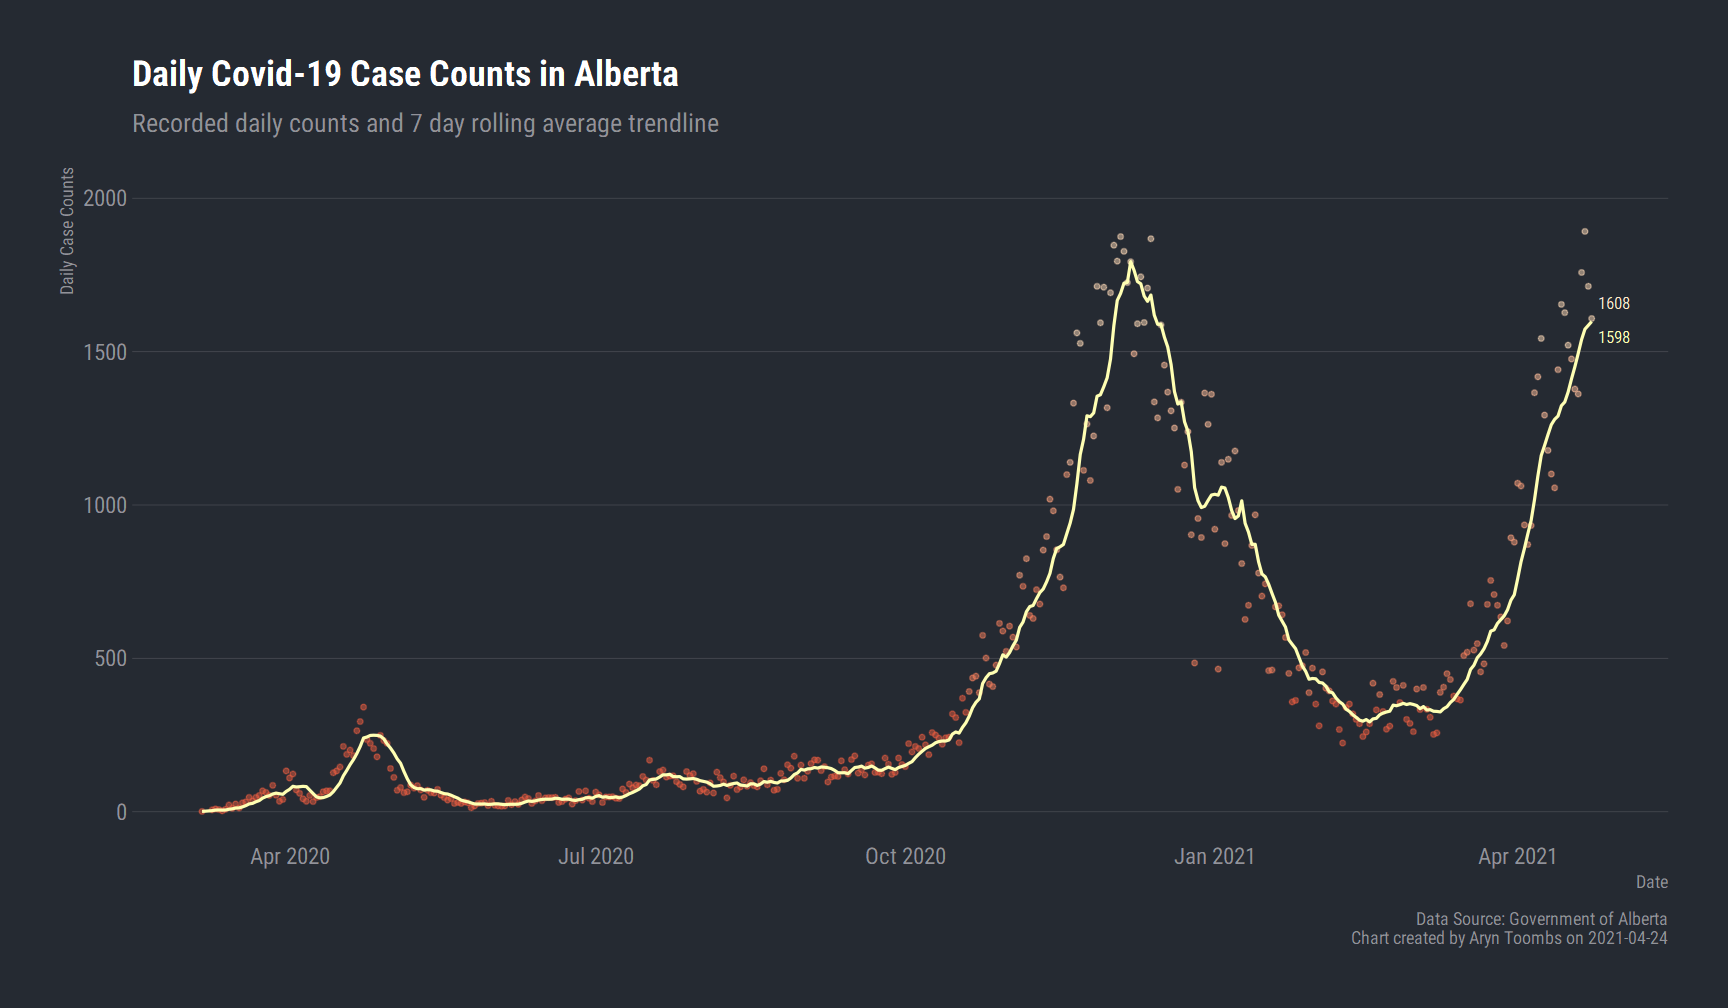 Daily Covid-19 Case Counts in Alberta
Recorded daily counts and 7 day rolling average trendline
Daily Case Counts
2000
1500
1000
500
0
1608
1598
Apr 2020
Jul 2020
Oct 2020
Jan 2021
Apr 2021
Date
Data Source: Government of Alberta
Chart created by Aryn Toombs on 2021-04-24